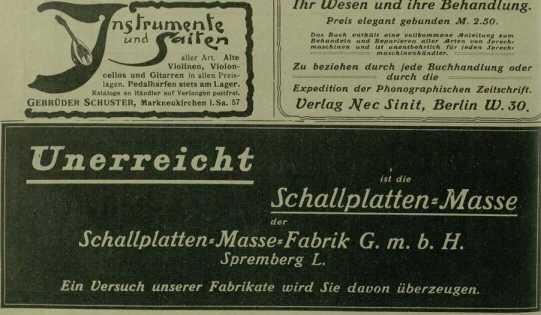 Instrumente
und Saiten
aller Art. Alte
Violinen, Violon-
cellos und Gitarren in allen Preis-
lagen. Pedalharfen stets am Lager.
Kataloge an Händler auf Verlangen postfrei.
GEBRÜDER SCHUSTER, Markneukirchen i. Sa. 57
Ihr Wesen und ihre Behandlung.
Preis elegant gebunden M. 2.50.
Das Buch enthält eine vollkommene Anleitung zum
Behandeln und Reparieren aller Arten von Sprech-
maschinen und ist unentbehrlich für jeden Sprech-
maschinenhändler.
Zu beziehen durch jede Buchhandlung oder
durch die
Expedition der Phonographischen Zeitschrift.
Verlag Nec Sinit, Berlin W. 30.
Unerreicht
ist die
Schallplatten=Masse
der
Schallplatten=Masse=Fabrik G. m. b. H.
Spremberg L.
Ein Versuch unserer Fabrikate wird Sie davon überzeugen.